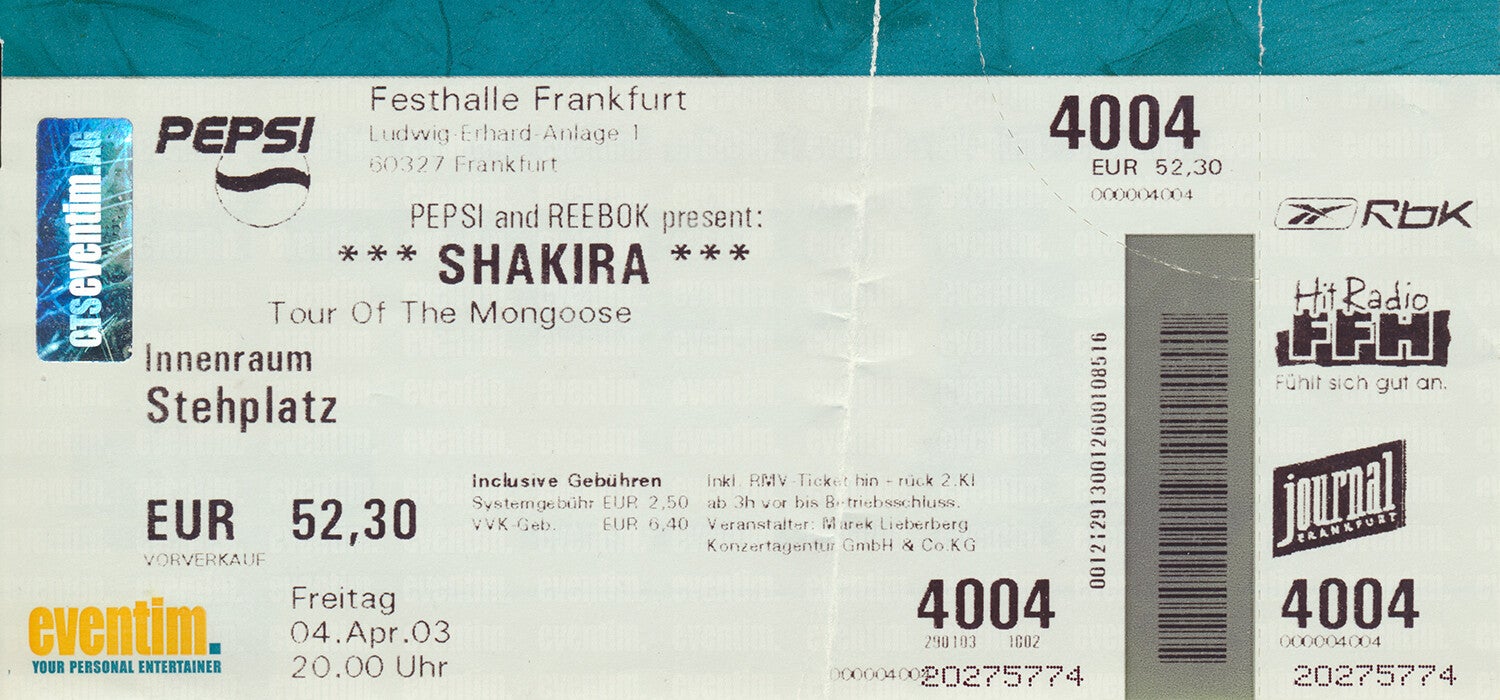 CTSeventim.AG
PEPSI
Festhalle Frankfurt
Ludwig-Erhard-Anlage 1
60327 Frankfurt
PEPSI and REEBOK present:
*** SHAKIRA ***
Tour Of The Mongoose
Innenraum
Stehplatz
EUR 52,30
VORVERKAUF
Inclusive Gebühren
Systemgebühr EUR 2,50
VVK-Geb. EUR 6,40
Inkl. RMV-Ticket hin - rück 2.Kl
ab 3h vor bis Betriebsschluss.
Veranstalter: Marek Lieberberg
Konzertagentur GmbH & Co.KG
eventim.
YOUR PERSONAL ENTERTAINER
Freitag
04.Apr.03
20.00 Uhr
4004
EUR 52,30
000004004
0012129130012600108516
4004
290103 1802
20275774
RbK
Hit Radio
FFH
Fühlt sich gut an.
journal
FRANKFURT
4004
000004004
20275774